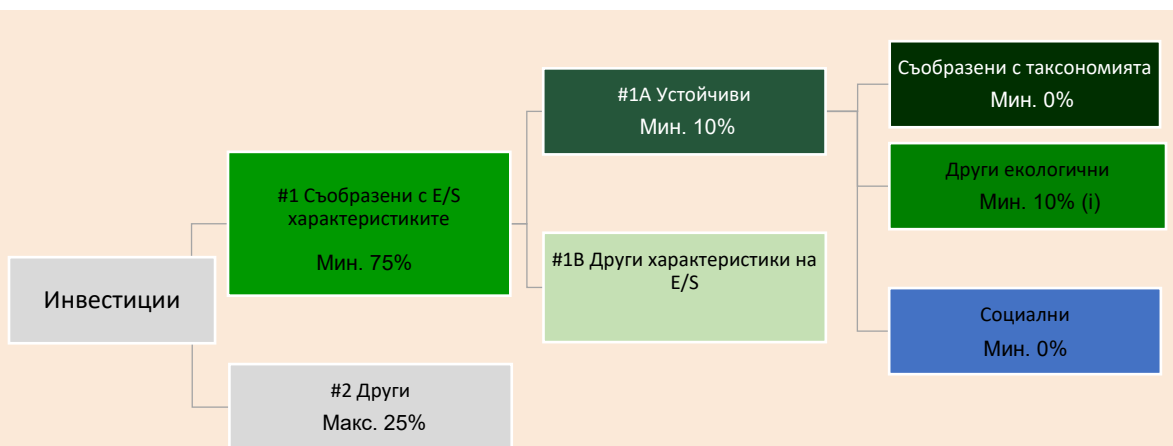 Съобразени с таксономията
Мин. 0%
#1A Устойчиви
Мин. 10%
Други екологични
Мин. 10% (i)
#1 Съобразени с E/S
характеристиките
Мин. 75%
#1B Други характеристики на
E/S
Инвестиции
Социални
Мин. 0%
#2 Други
Макс. 25%